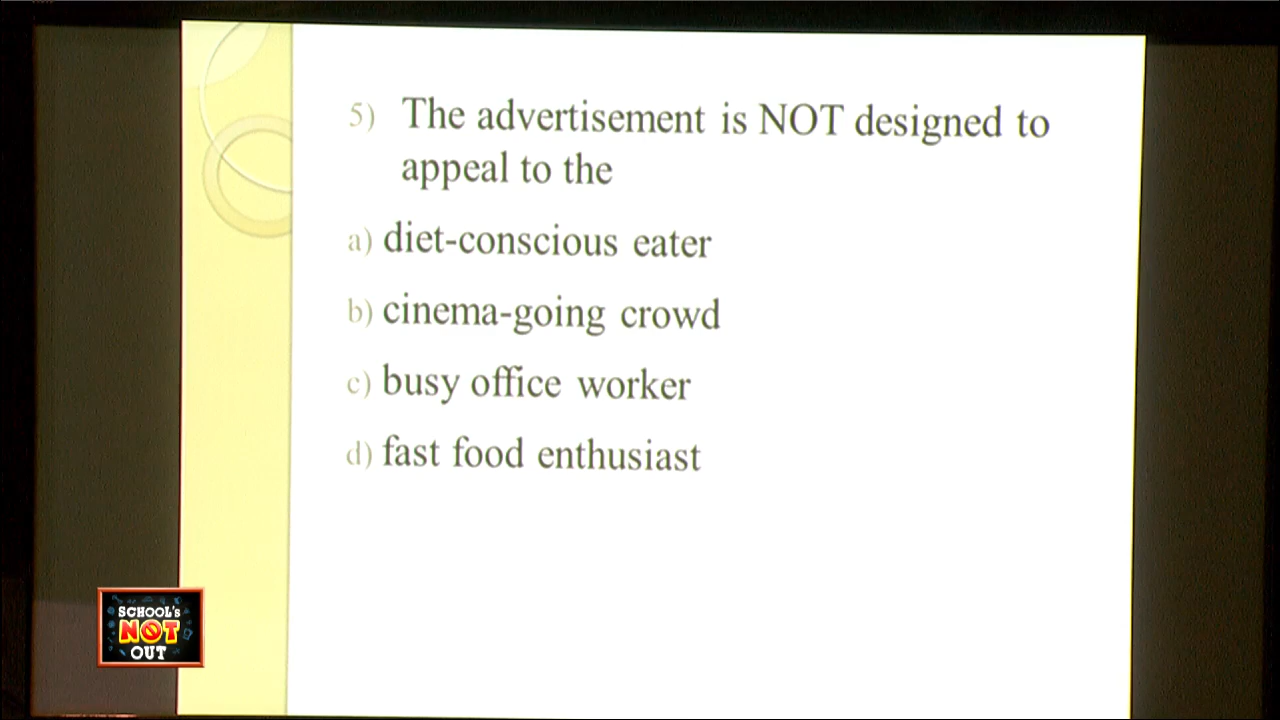 5) The advertisement is NOT designed to
appeal to the
a) diet-conscious eater
b) cinema-going crowd
c) busy office worker
d) fast food enthusiast
SCHOOL'S
NOT
OUT